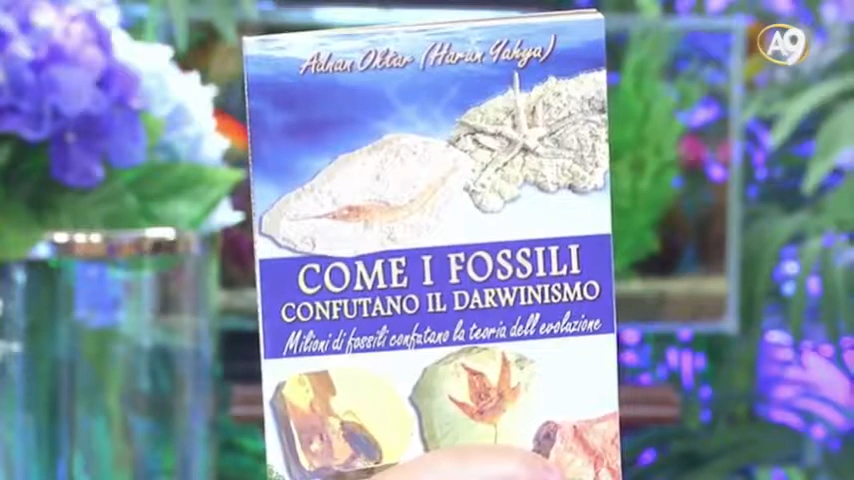 A9
Adnan Oktar (Harun Yahya)
COME I FOSSILI
CONFUTANO IL DARWINISMO
Milioni di fossili confutano la teoria dell evoluzione